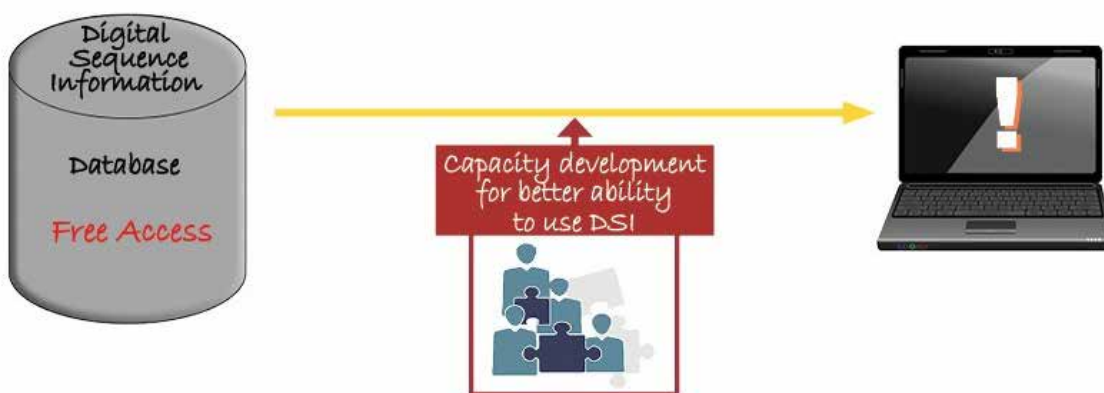 Digital
Sequence
Information
Database
Free Access
Capacity development
for better ability
to use DSI
!